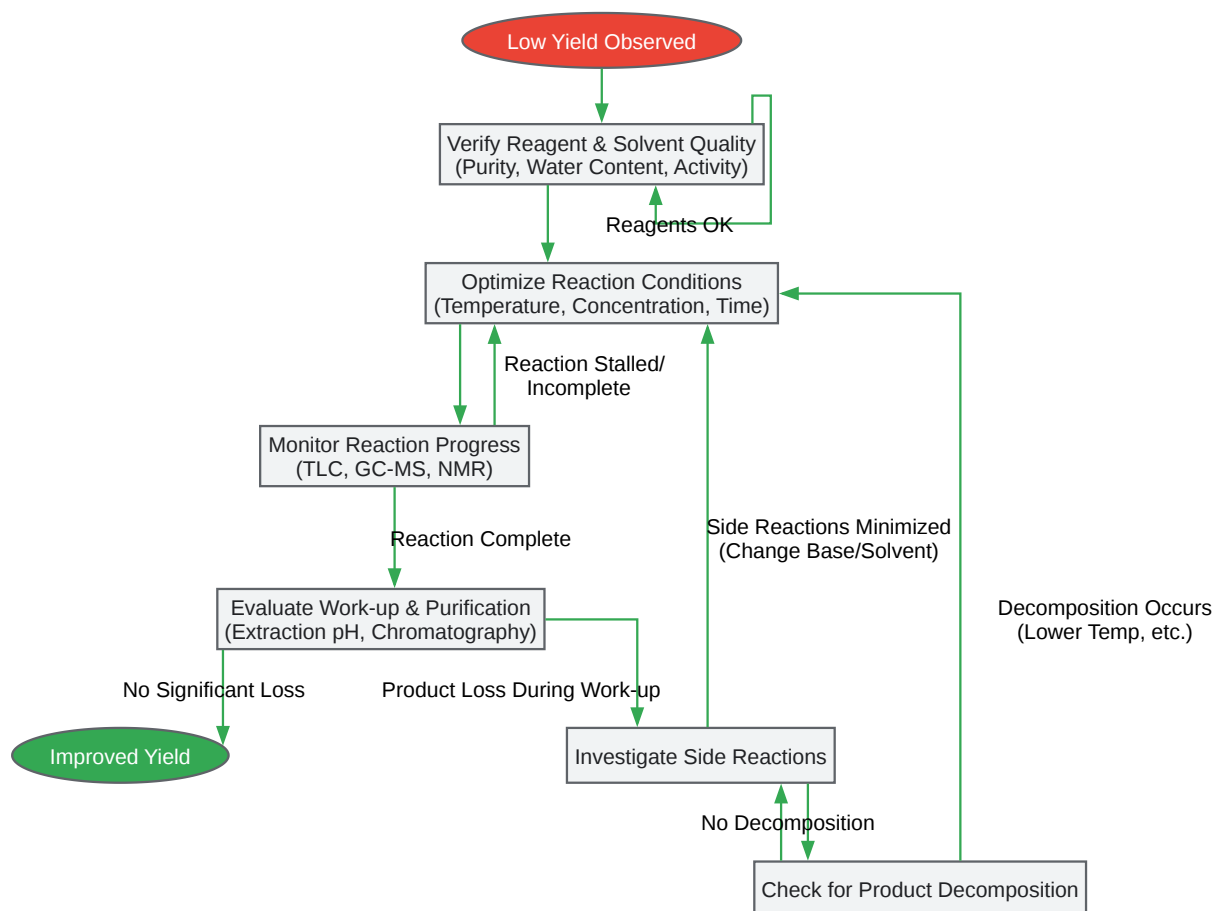 Low Yield Observed
Verify Reagent & Solvent Quality
(Purity, Water Content, Activity)
Reagents OK
Optimize Reaction Conditions
(Temperature, Concentration, Time)
Reaction Stalled/
Incomplete
Monitor Reaction Progress
(TLC, GC-MS, NMR)
Reaction Complete
Side Reactions Minimized
(Change Base/Solvent)
Evaluate Work-up & Purification
(Extraction pH, Chromatography)
Decomposition Occurs
(Lower Temp, etc.)
No Significant Loss
Product Loss During Work-up
Improved Yield
Investigate Side Reactions
No Decomposition
Check for Product Decomposition